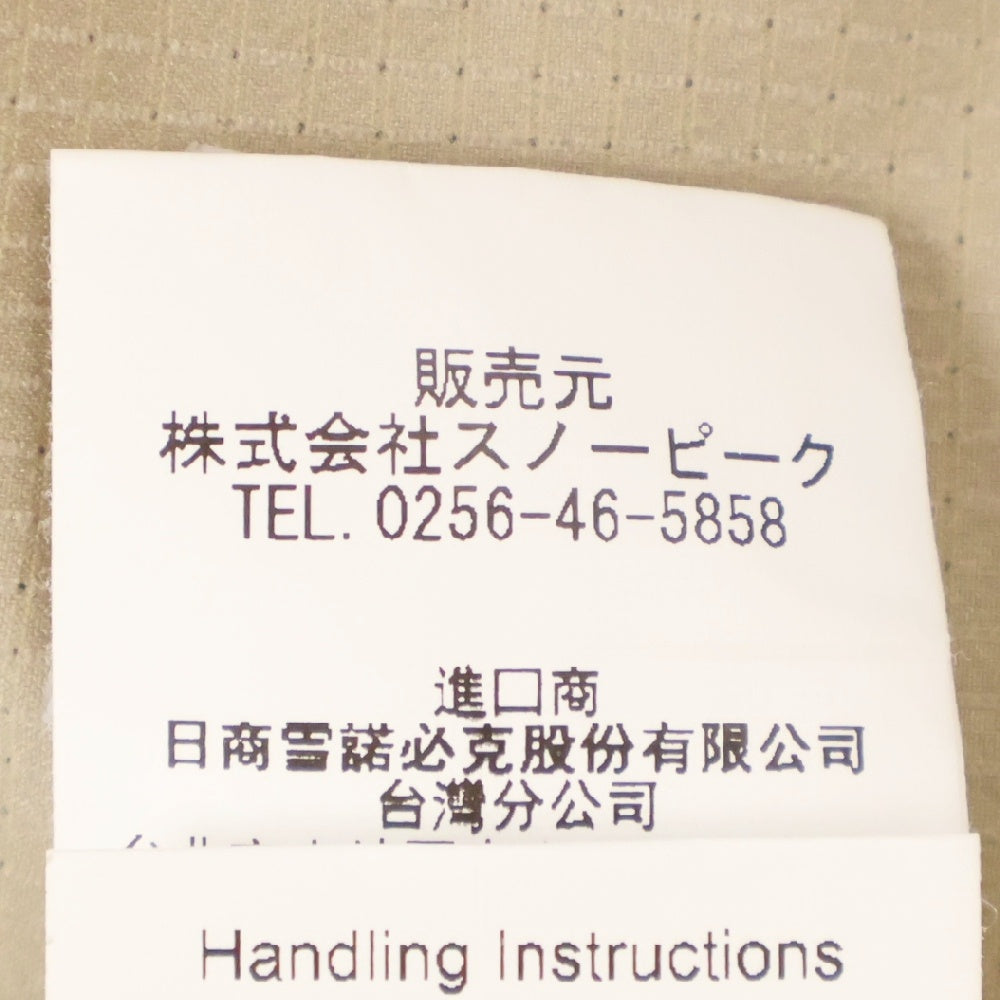 販売元
株式会社スノーピーク
TEL. 0256-46-5858
進口商
日商雪諾必克股份有限公司
台灣分公司
Handling Instructions